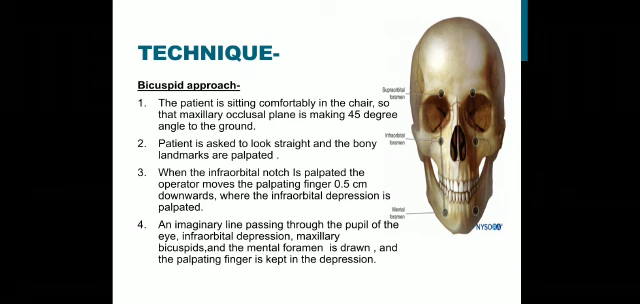 TECHNIQUE-
Bicuspid approach-
1. The patient is sitting comfortably in the chair, so
that maxillary occlusal plane is making 45 degree
angle to the ground.
2. Patient is asked to look straight and the bony
landmarks are palpated .
3. When the infraorbital notch Is palpated the
operator moves the palpating finger 0.5 cm
downwards, where the infraorbital depression is
palpated.
4. An imaginary line passing through the pupil of the
eye, infraorbital depression, maxillary
bicuspids,and the mental foramen is drawn , and
the palpating finger is kept in the depression.
Supraorbital
foramen
Infraorbital
foramen
Mental
foramen
NYSORA